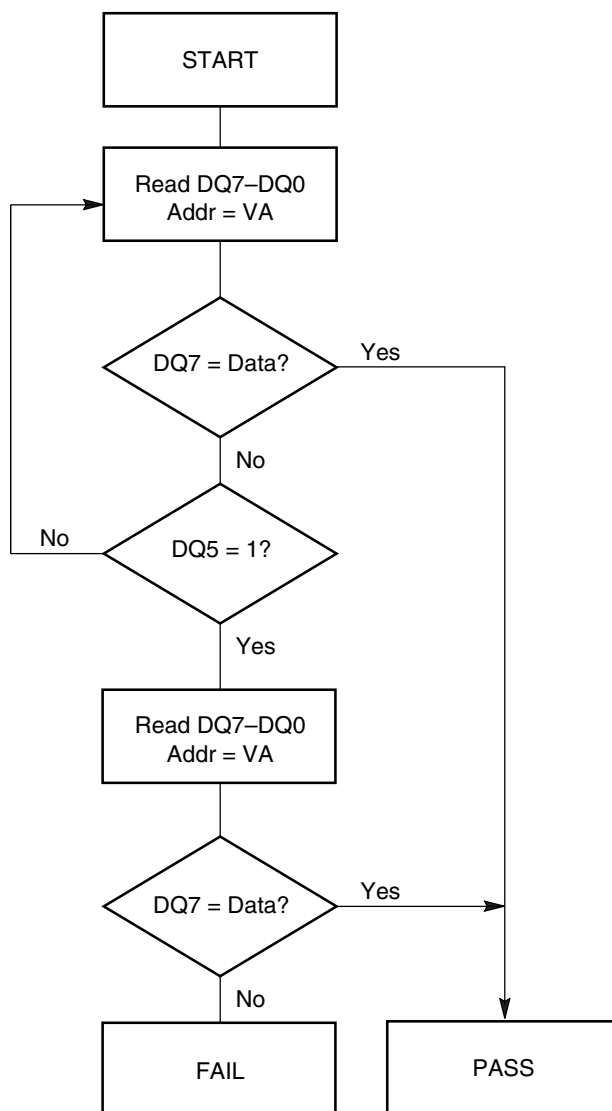 START
Read DQ7–DQ0
Addr = VA
DQ7 = Data?
Yes
No
No
DQ5 = 1?
Yes
Read DQ7–DQ0
Addr = VA
DQ7 = Data?
Yes
No
FAIL
PASS